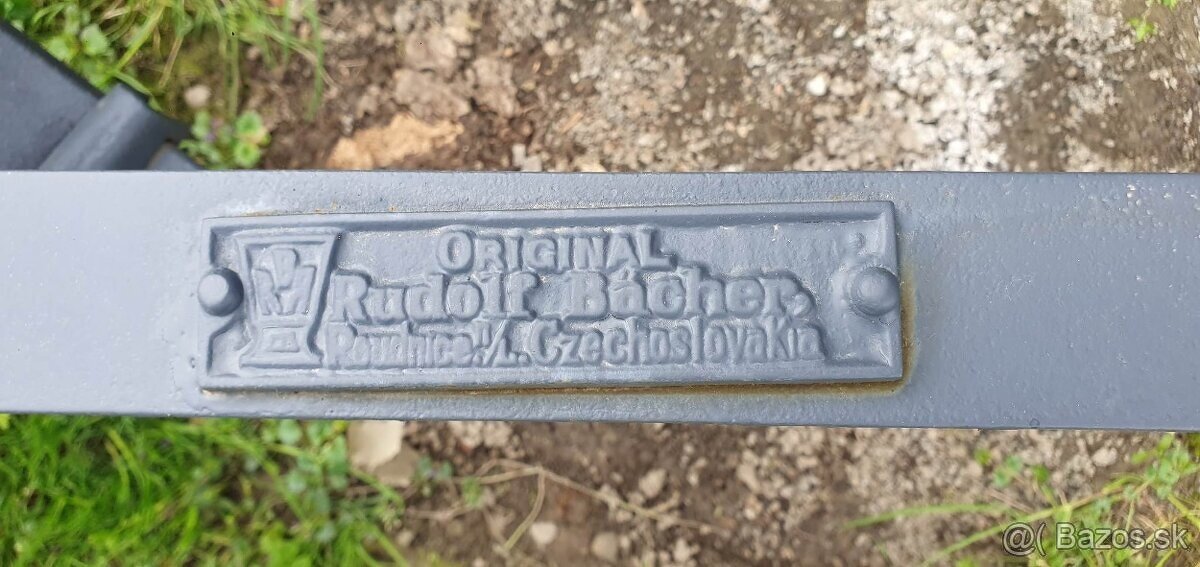 ORIGINAL
Rudolf Bácher,
Roudnice n/L. Czechoslovakia
@( Bazos.sk